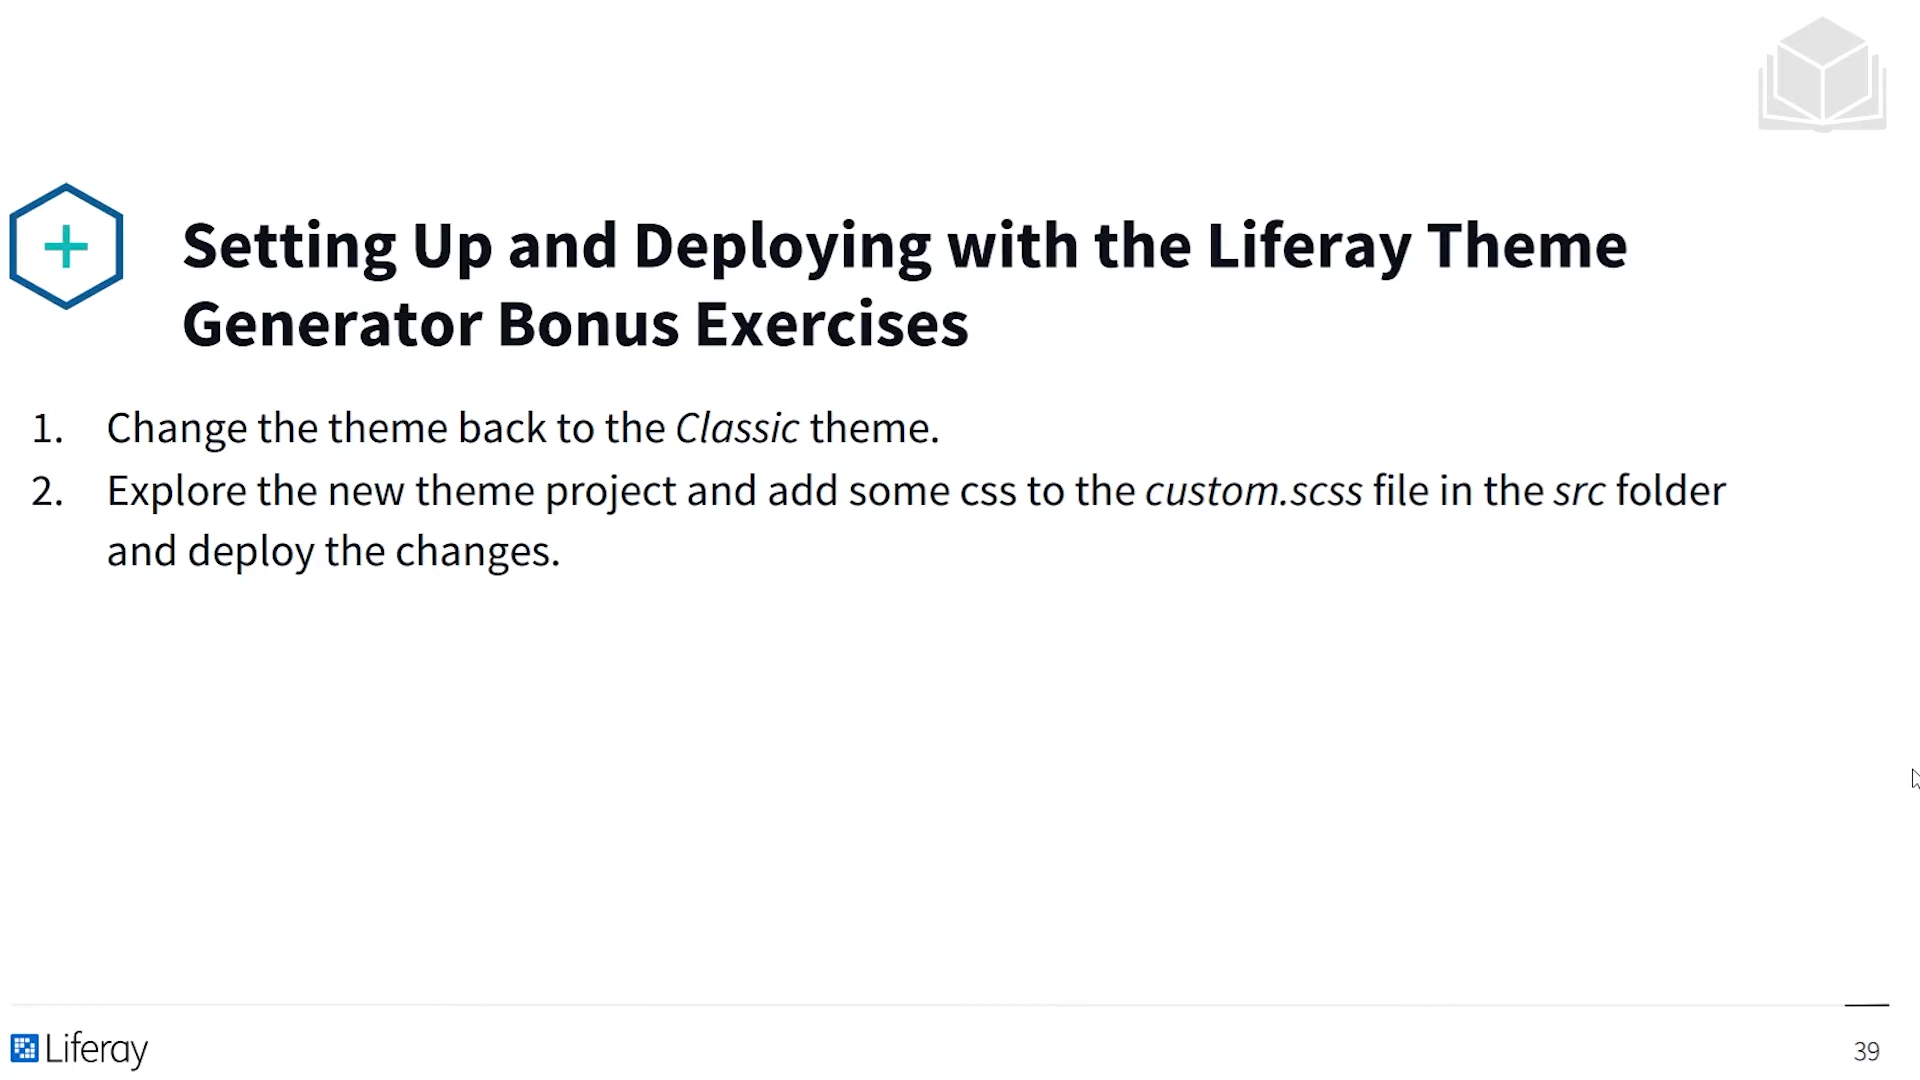 Setting Up and Deploying with the Liferay Theme
Generator Bonus Exercises
1. Change the theme back to the Classic theme.
2. Explore the new theme project and add some css to the custom.scss file in the src folder
and deploy the changes.
Liferay
39